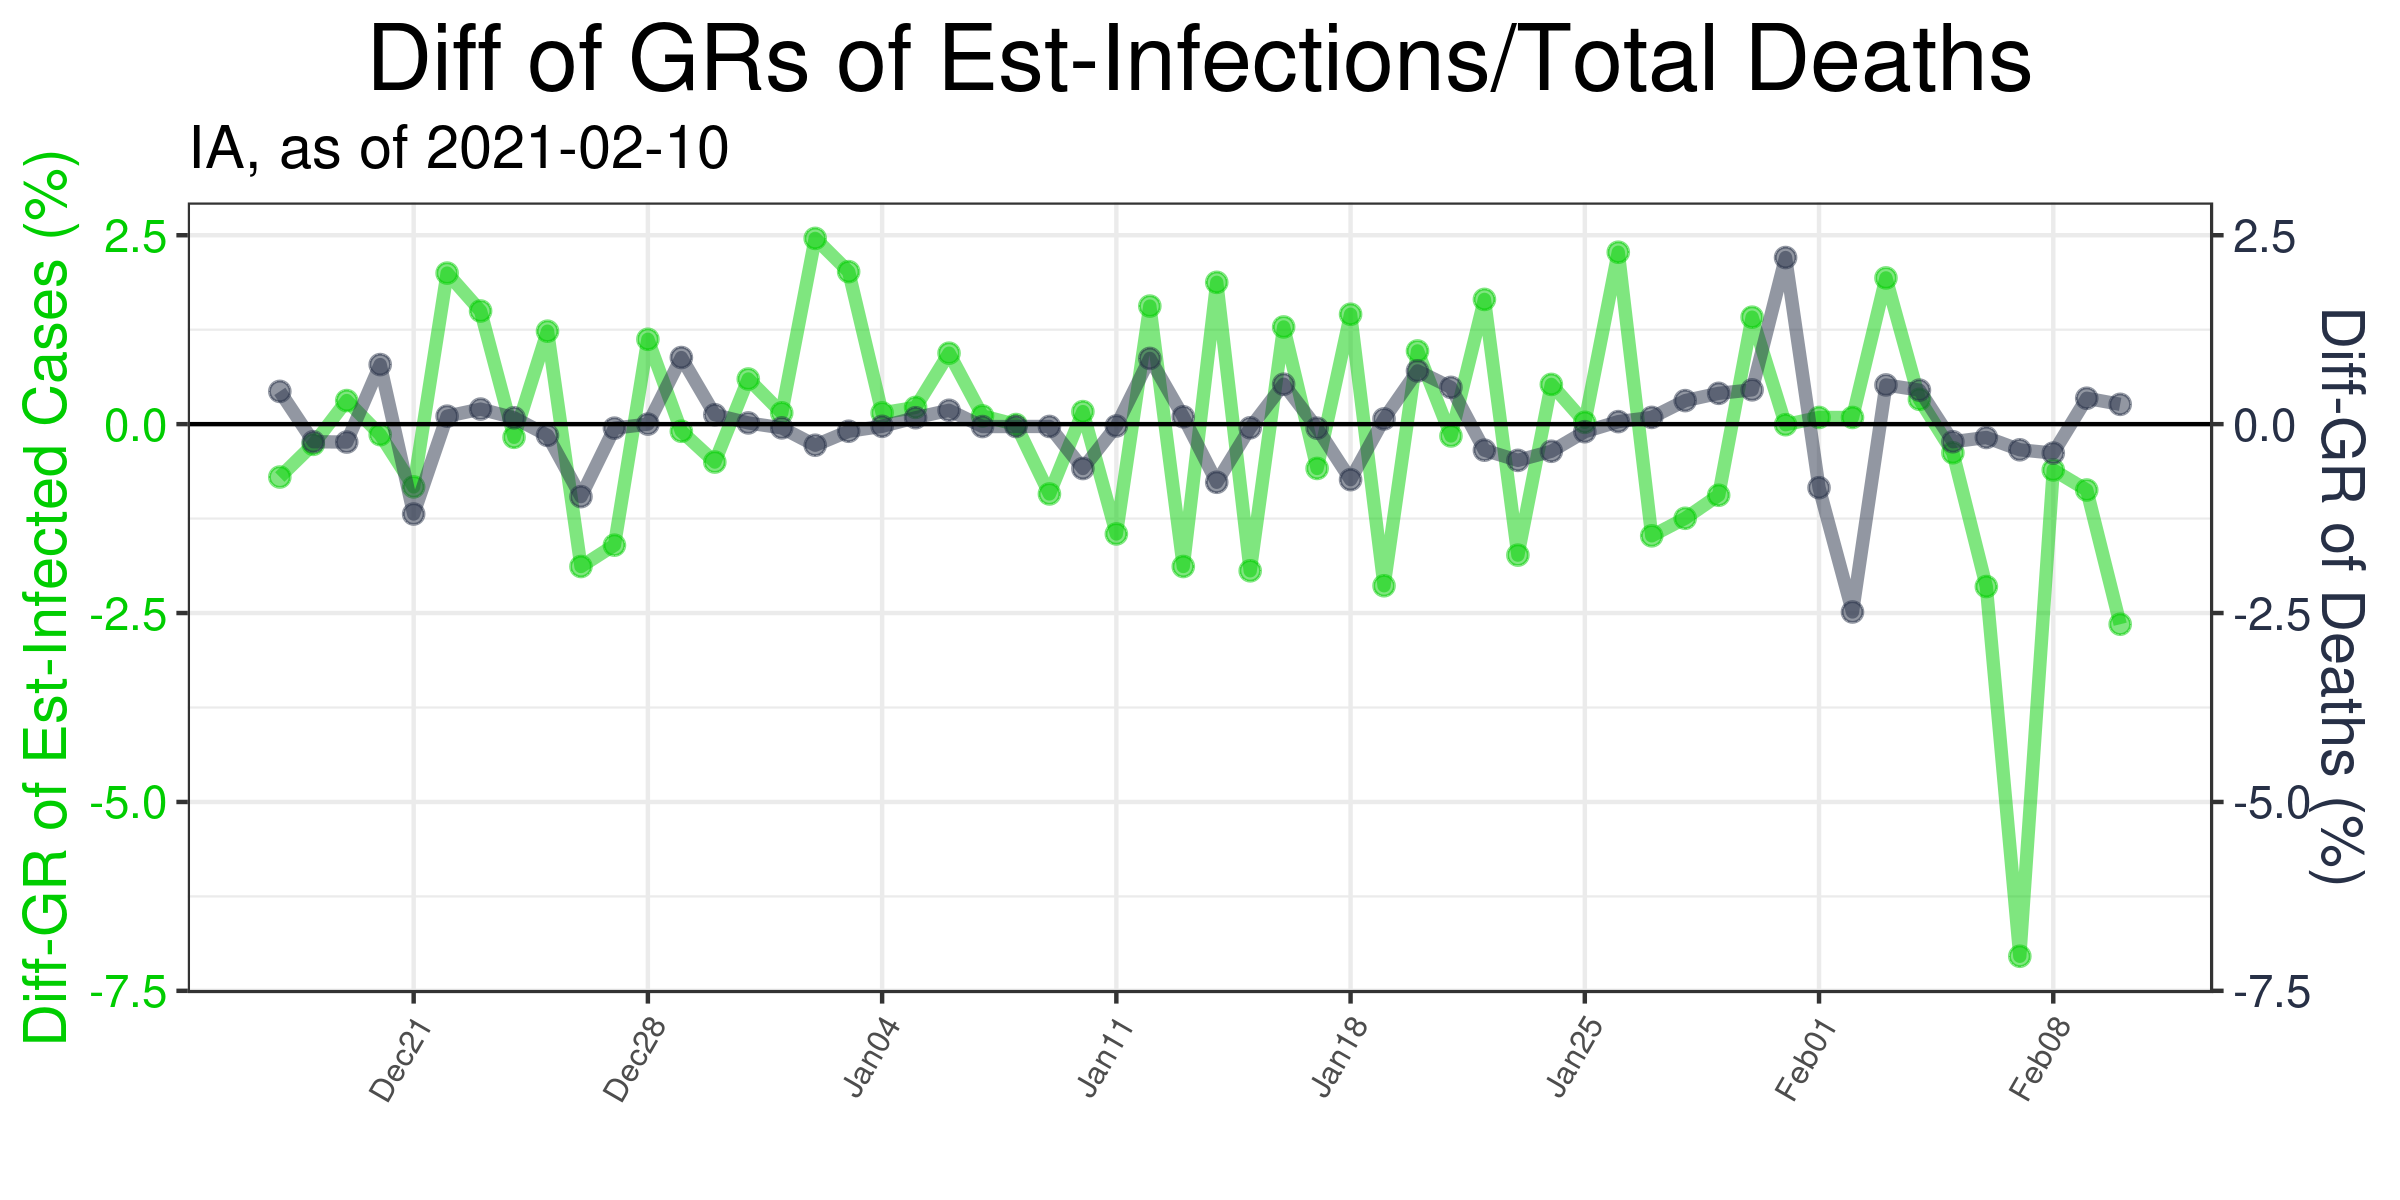 Diff of GRs of Est-Infections/Total Deaths
IA, as of 2021-02-10
Diff-GR of Est-Infected Cases (%)
2.5
0.0
-2.5
-5.0
-7.5
2.5
0.0
-2.5
-5.0
-7.5
Diff-GR of Deaths (%)
Dec21
Dec28
Jan04
Jan11
Jan18
Jan25
Feb01
Feb08